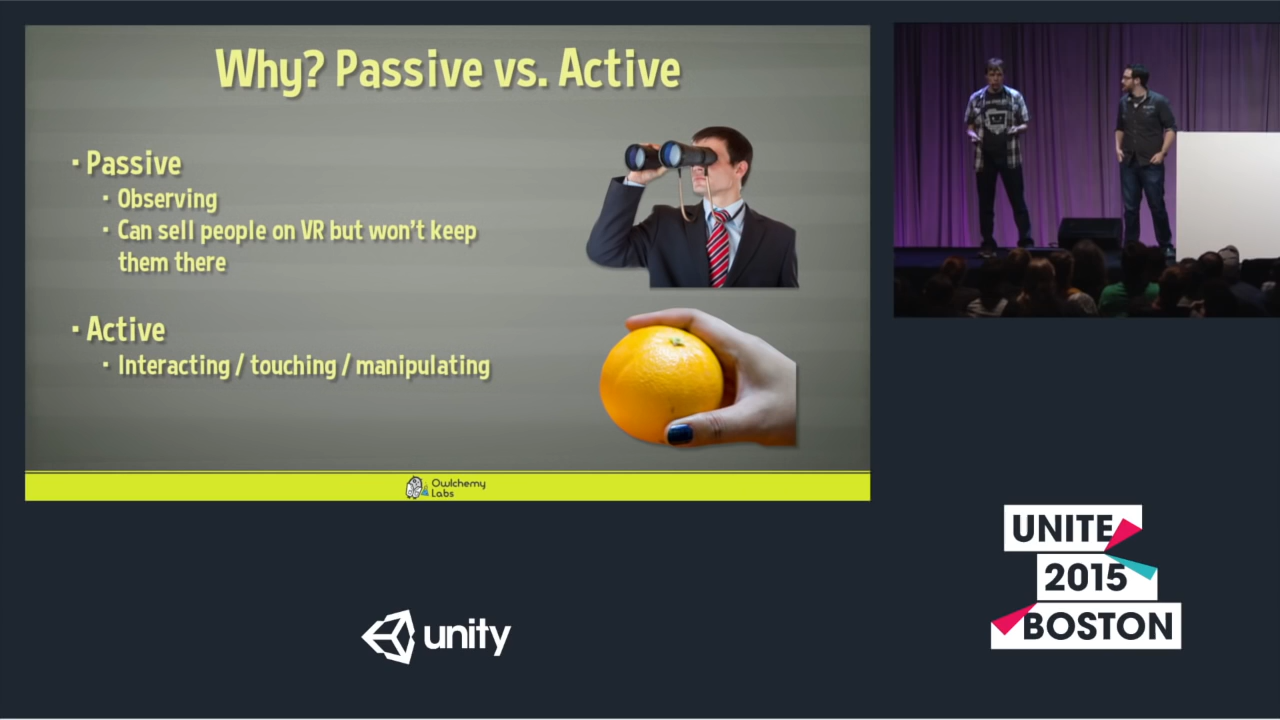 Why? Passive vs. Active
· Passive
· Observing
· Can sell people on VR but won't keep
them there
· Active
· Interacting / touching / manipulating
Owlchemy
Labs
unity
UNITE
2015
BOSTON